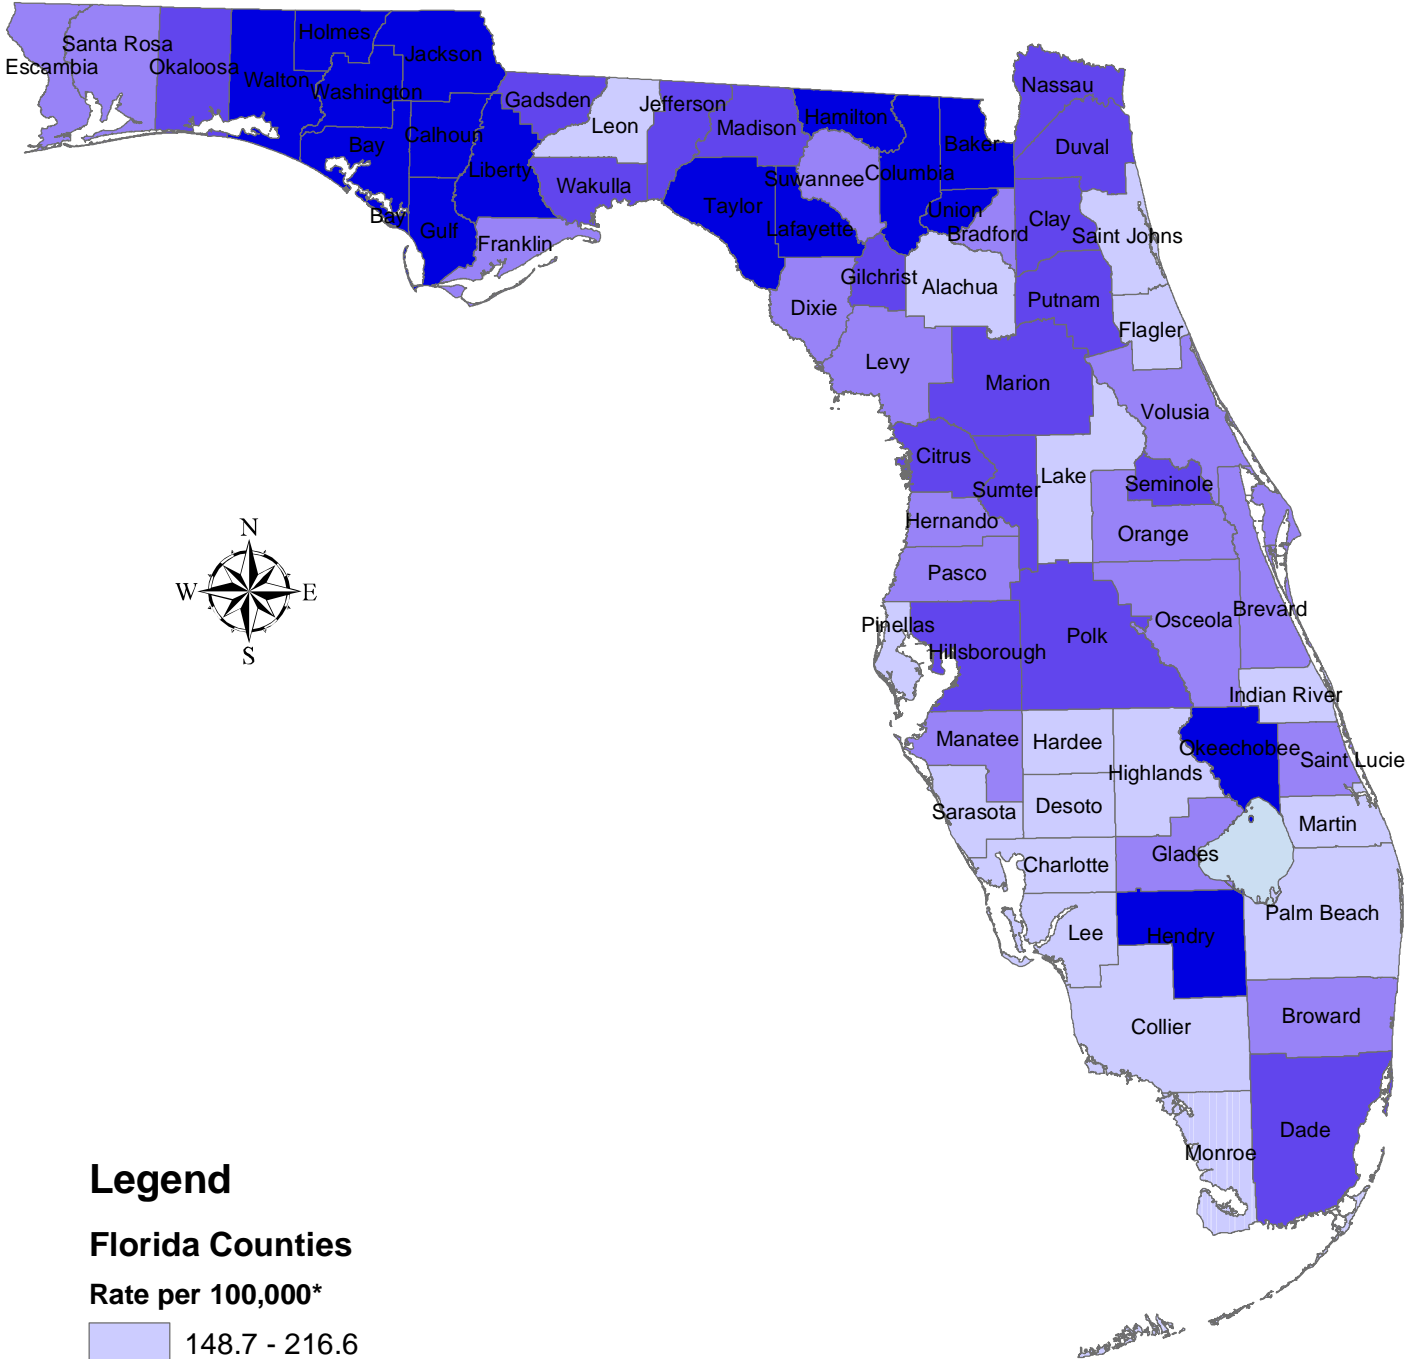 Holmes
Santa Rosa
Jackson
Escambia
Okaloosa
Walton
Washington
Nassau
Gadsden
Jefferson
Leon
Madison
Hamilton
Calhoun
Bay
Baker
Duval
Liberty
Suwannee
Columbia
Wakulla
Taylor
Union
Bay
Clay
Gulf
Lafayette
Bradford
Saint Johns
Franklin
Gilchrist
Alachua
Dixie
Putnam
Flagler
Levy
Marion
Volusia
Citrus
Lake
Sumter
Seminole
Hernando
Orange
N
W
E
S
Pasco
Brevard
Pinellas
Osceola
Polk
Hillsborough
Indian River
Manatee
Hardee
Okeechobee
Saint Lucie
Highlands
Sarasota
Desoto
Martin
Charlotte
Glades
Palm Beach
Lee
Hendry
Broward
Collier
Dade
Monroe
Legend
Florida Counties
Rate per 100,000*
148.7 - 216.6